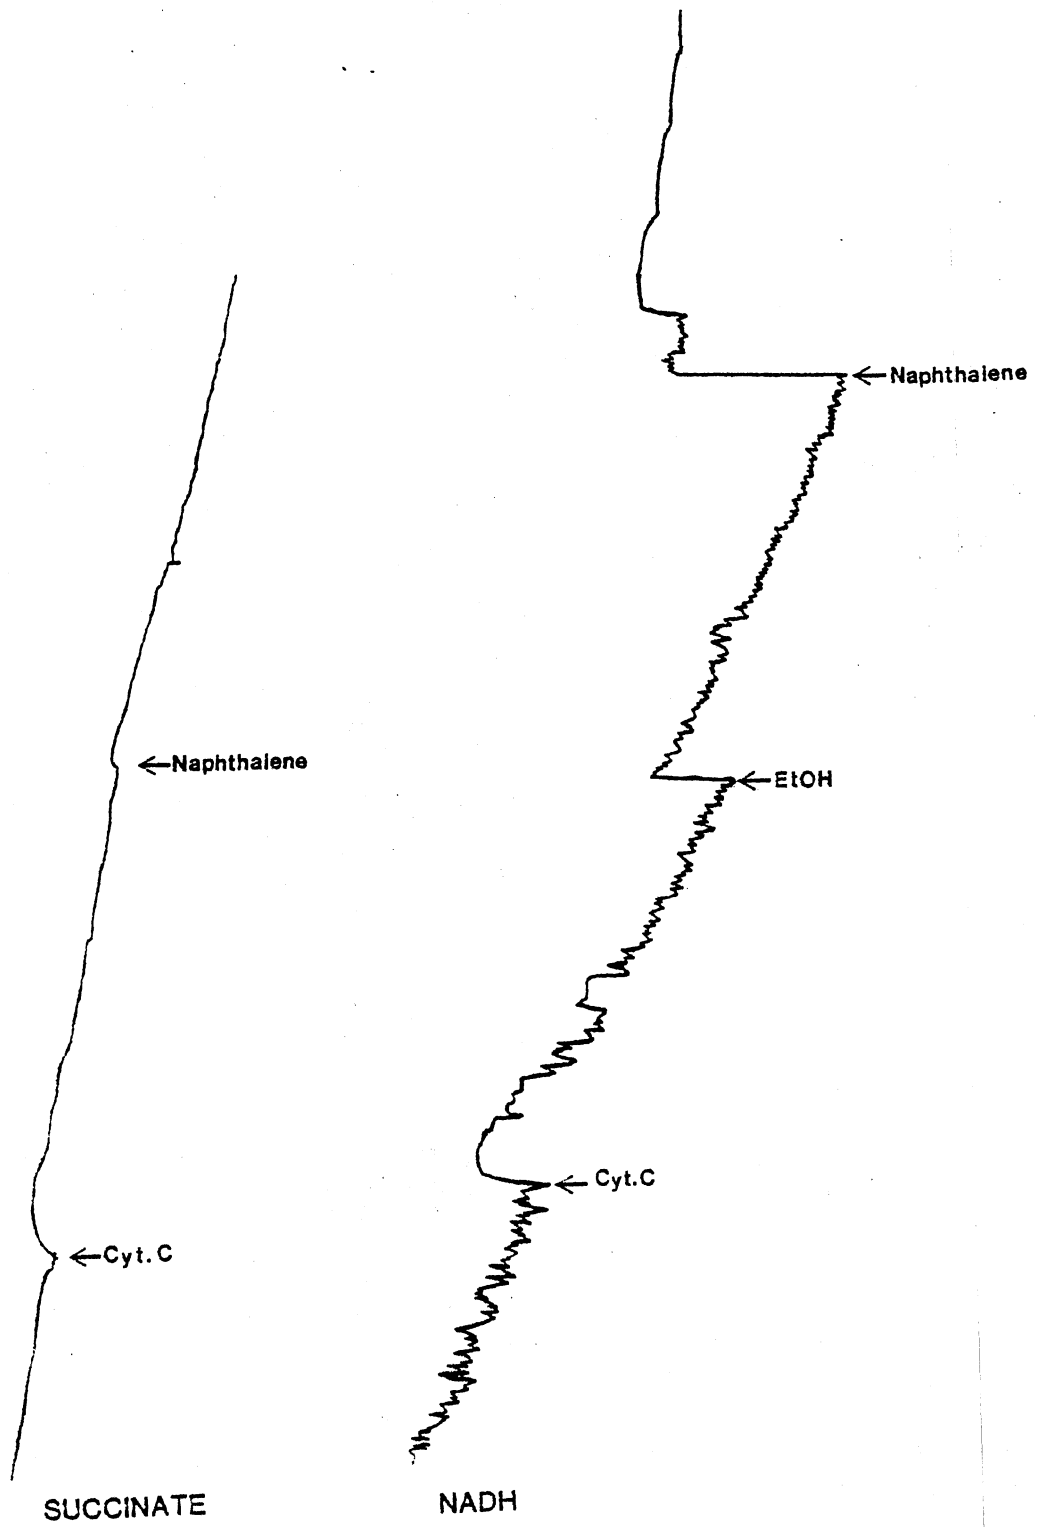 Naphthalene
Naphthalene
EtOH
Cyt.C
Cyt.C
SUCCINATE
NADH